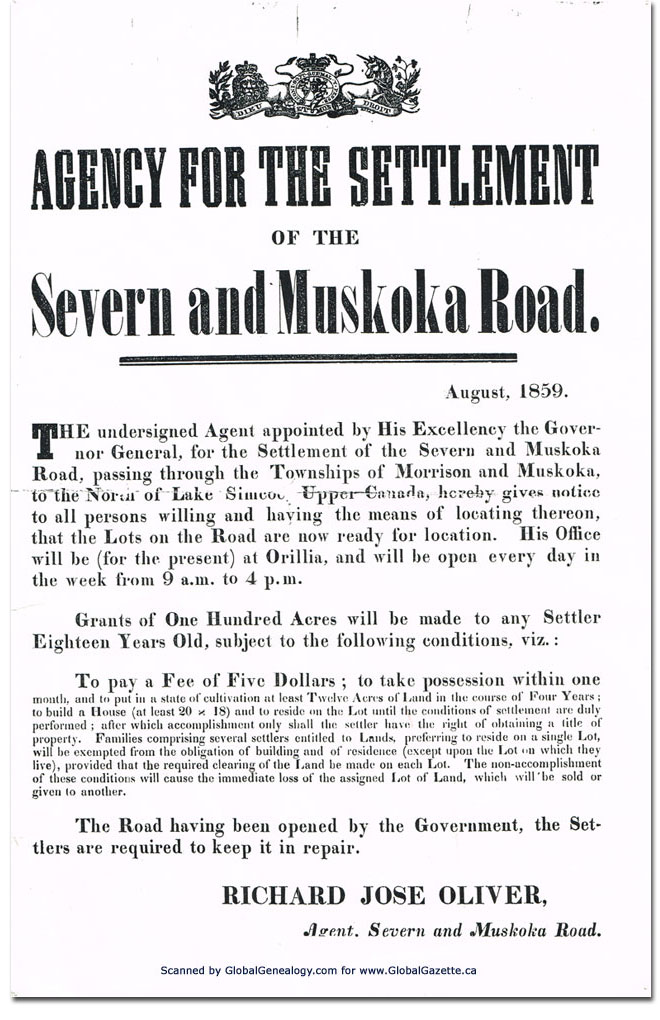 DIEU DROIT
AGENCY FOR THE SETTLEMENT
OF THE
Severn and Muskoka Road.
August, 1859.
THE undersigned Agent appointed by His Excellency the Gover-
nor General, for the Settlement of the Severn and Muskoka
Road, passing through the Townships of Morrison and Muskoka,
to the North of Lake Simcoe, Upper Canada, hereby gives notice
to all persons willing and having the means of locating thereon,
that the Lots on the Road are now ready for location. His Office
will be (for the present) at Orillia, and will be open every day in
the week from 9 a.m. to 4 p.m.
Grants of One Hundred Acres will be made to any Settler
Eighteen Years Old, subject to the following conditions, viz.:
To pay a Fee of Five Dollars; to take possession within one
month, and to put in a state of cultivation at least Twelve Acres of Land in the course of Four Years;
to build a House (at least 20 × 18) and to reside on the Lot until the conditions of settlement are duly
performed; after which accomplishment only shall the settler have the right of obtaining a title of
property. Families comprising several settlers entitled to Lands, preferring to reside on a single Lot,
will be exempted from the obligation of building and of residence (except upon the Lot on which they
live), provided that the required clearing of the Land be made on each Lot. The non-accomplishment
of these conditions will cause the immediate loss of the assigned Lot of Land, which will be sold or
given to another.
The Road having been opened by the Government, the Set-
tlers are required to keep it in repair.
RICHARD JOSE OLIVER,
Agent. Severn and Muskoka Road.
Scanned by GlobalGenealogy.com for www.GlobalGazette.ca